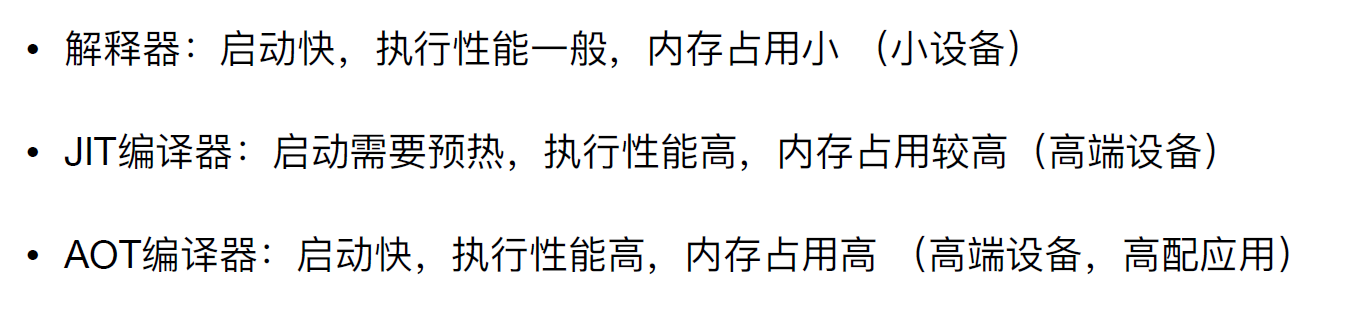 • 解释器：启动快，执行性能一般，内存占用小 （小设备）
• JIT编译器：启动需要预热，执行性能高，内存占用较高（高端设备）
• AOT编译器：启动快，执行性能高，内存占用高 （高端设备，高配应用）